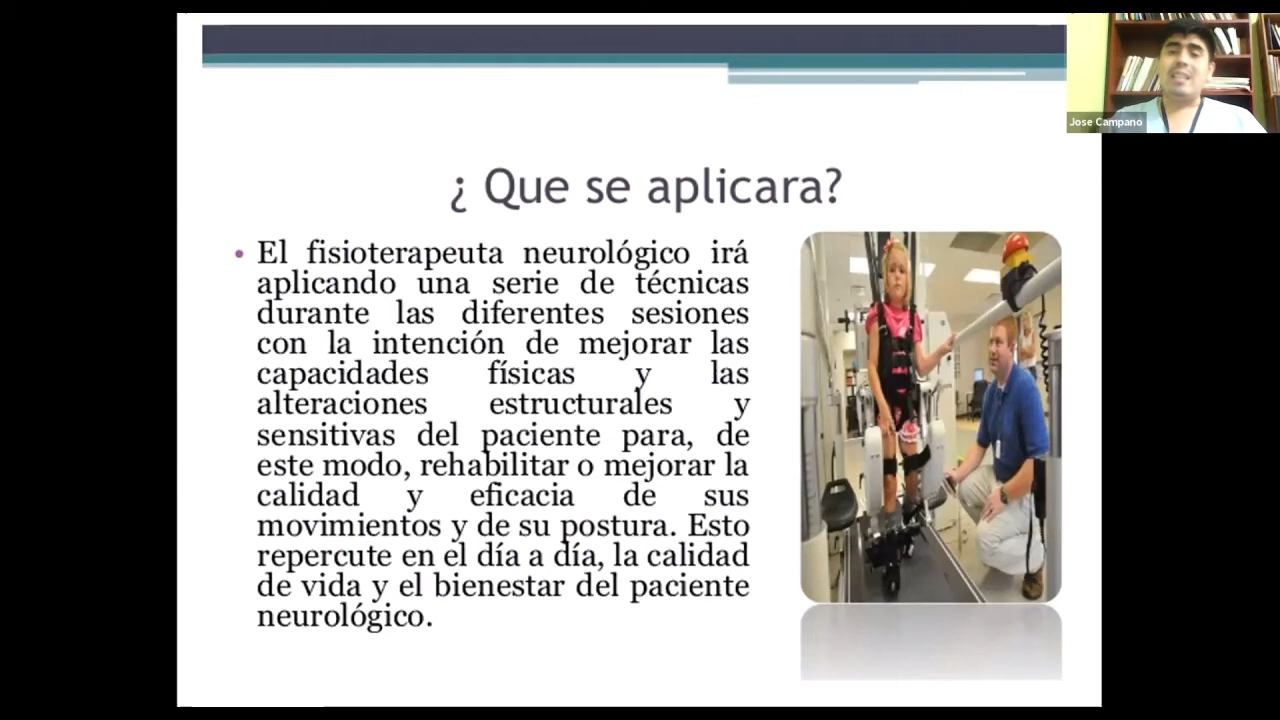 Jose Campano
¿ Que se aplicara?
• El fisioterapeuta neurológico irá
aplicando una serie de técnicas
durante las diferentes sesiones
con la intención de mejorar las
capacidades físicas y las
alteraciones estructurales y
sensitivas del paciente para, de
este modo, rehabilitar o mejorar la
calidad y eficacia de sus
movimientos y de su postura. Esto
repercute en el día a día, la calidad
de vida y el bienestar del paciente
neurológico.